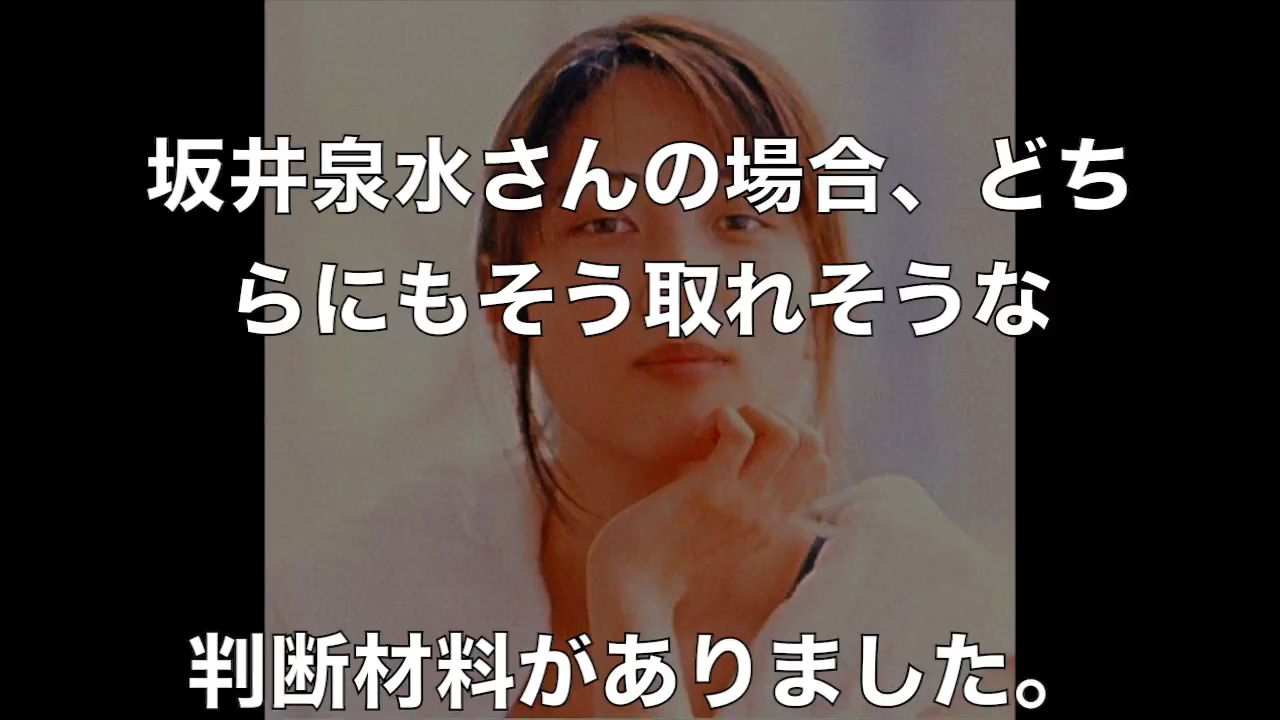 坂井泉水さんの場合、どち
らにもそう取れそうな
判断材料がありました。